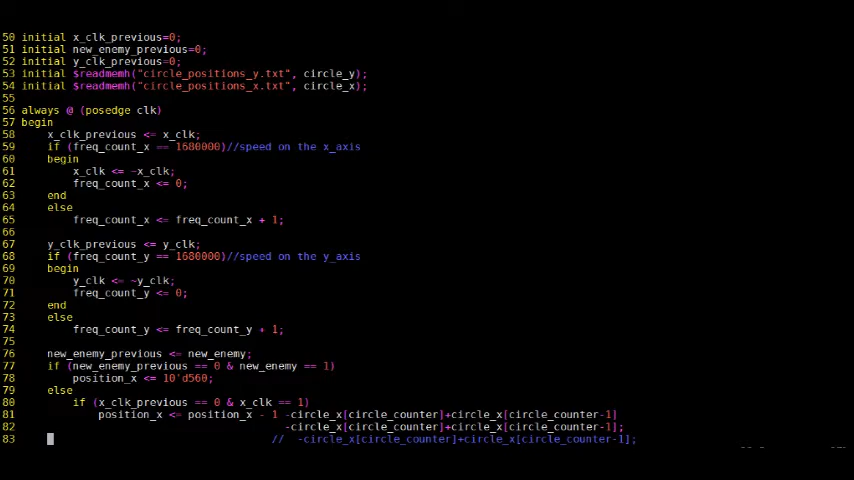 50 initial x_clk_previous=0;
51 initial new_enemy_previous=0;
52 initial y_clk_previous=0;
53 initial $readmemh("circle_positions_y.txt", circle_y);
54 initial $readmemh("circle_positions_x.txt", circle_x);
55
56 always @ (posedge clk)
57 begin
58     x_clk_previous <= x_clk;
59     if (freq_count_x == 1680000)//speed on the x_axis
60     begin
61         x_clk <= ~x_clk;
62         freq_count_x <= 0;
63     end
64     else
65         freq_count_x <= freq_count_x + 1;
66
67     y_clk_previous <= y_clk;
68     if (freq_count_y == 1680000)//speed on the y_axis
69     begin
70         y_clk <= ~y_clk;
71         freq_count_y <= 0;
72     end
73     else
74         freq_count_y <= freq_count_y + 1;
75
76     new_enemy_previous <= new_enemy;
77     if (new_enemy_previous == 0 & new_enemy == 1)
78     position_x <= 10'd560;
79     else
80         if (x_clk_previous == 0 & x_clk == 1)
81             position_x <= position_x - 1 -circle_x[circle_counter]+circle_x[circle_counter-1]
82                                          -circle_x[circle_counter]+circle_x[circle_counter-1];
83                                        //  -circle_x[circle_counter]+circle_x[circle_counter-1];